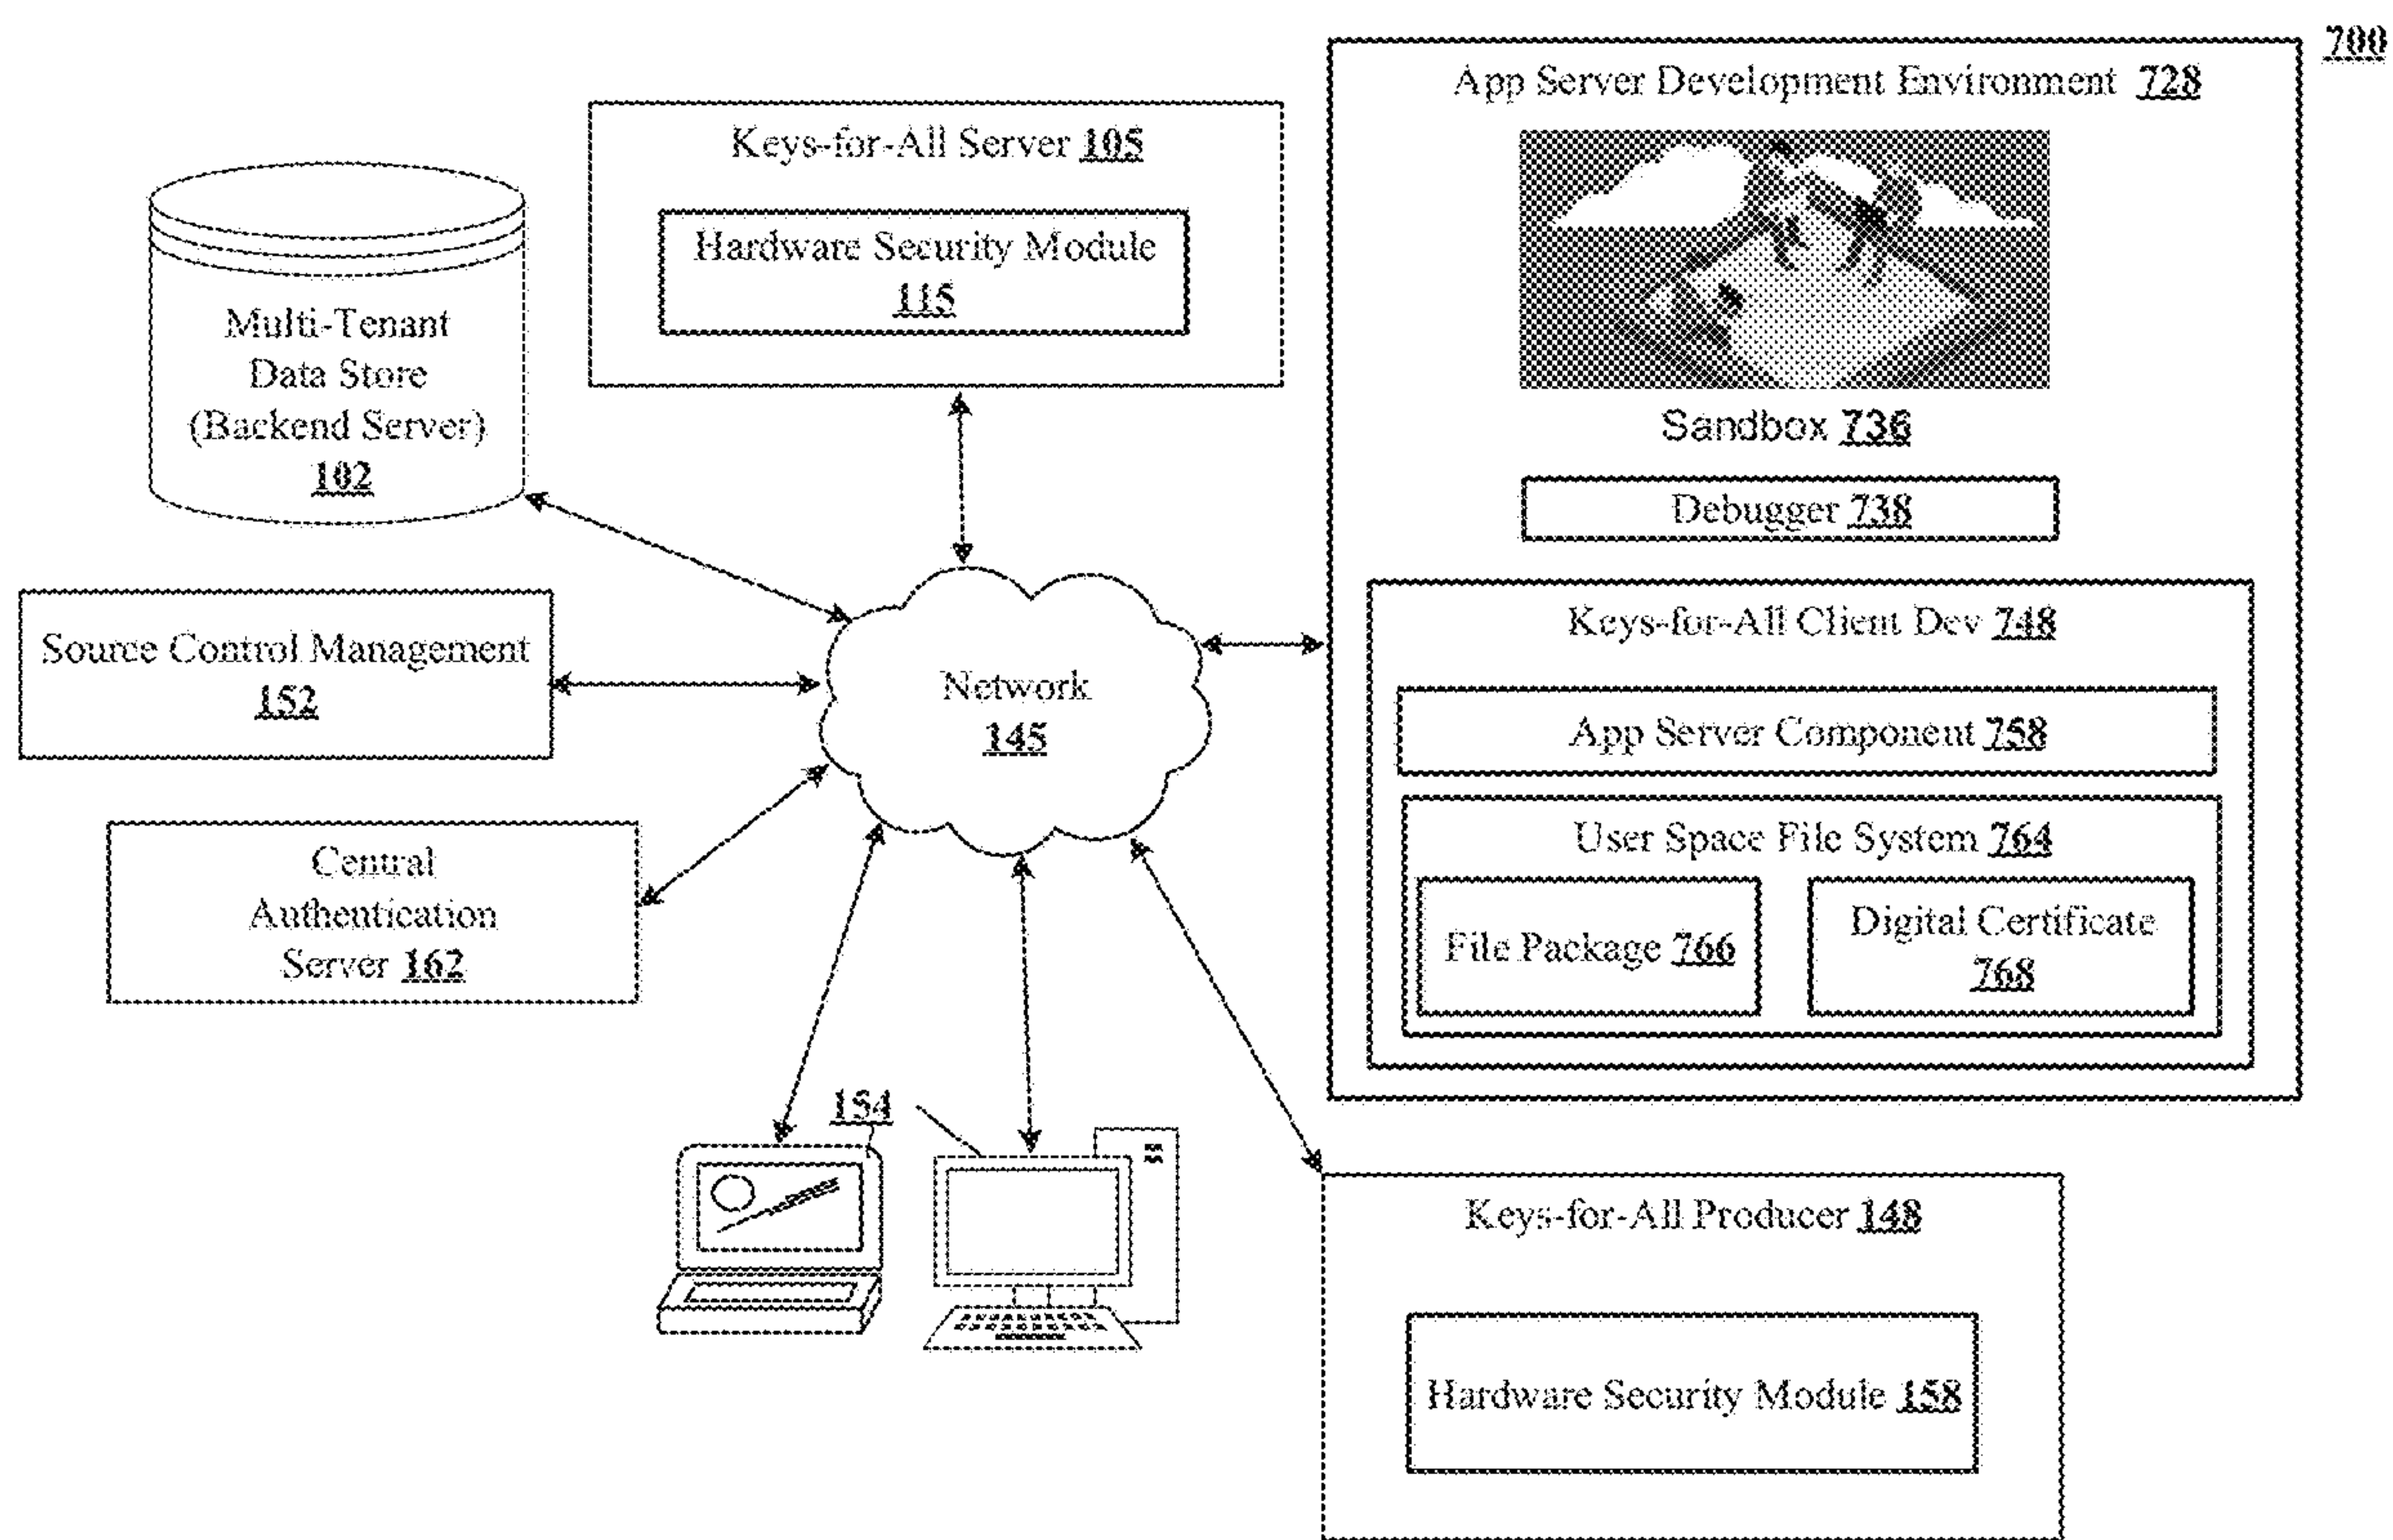 700
App Server Development Environment 728
Keys-for-All Server 105
Hardware Security Module
115
Multi-Tenant
Data Store
(Backend Server)
102
Sandbox 736
Debugger 738
Source Control Management
152
Network
145
Keys-for-All Client Dev 748
App Server Component 758
User Space File System 764
File Package 766
Digital Certificate
768
Central
Authentication
Server 162
154
Keys-for-All Producer 148
Hardware Security Module 158